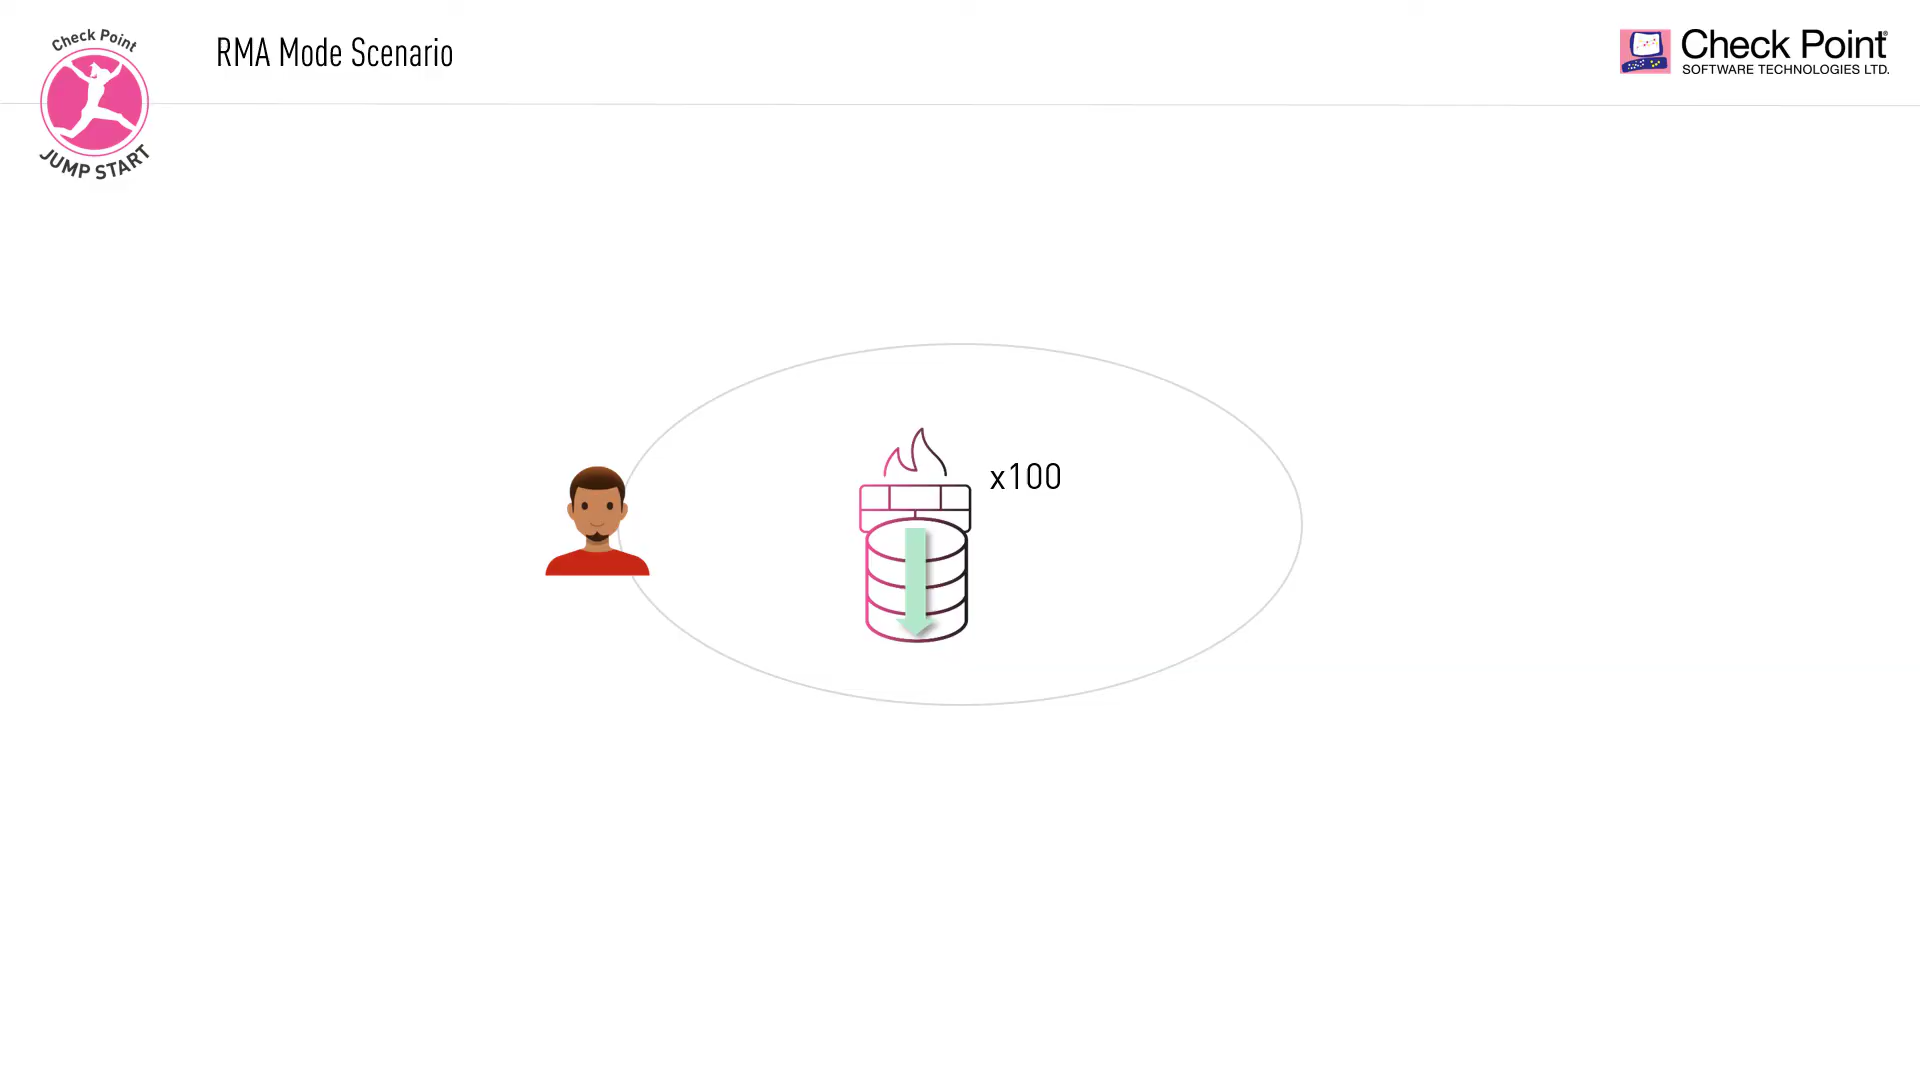 Check Point
JUMP START
RMA Mode Scenario
Check Point®
SOFTWARE TECHNOLOGIES LTD.
x100